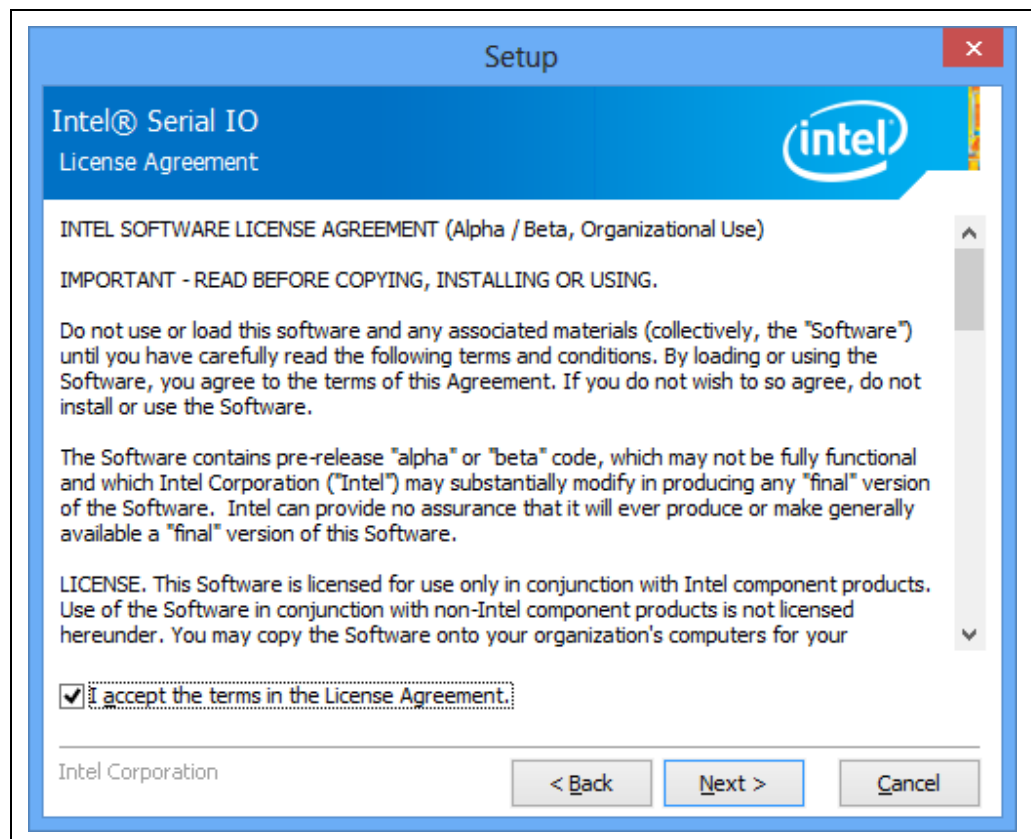 Setup
Intel® Serial IO
License Agreement
intel
INTEL SOFTWARE LICENSE AGREEMENT (Alpha / Beta, Organizational Use)
IMPORTANT - READ BEFORE COPYING, INSTALLING OR USING.
Do not use or load this software and any associated materials (collectively, the "Software")
until you have carefully read the following terms and conditions. By loading or using the
Software, you agree to the terms of this Agreement. If you do not wish to so agree, do not
install or use the Software.
The Software contains pre-release "alpha" or "beta" code, which may not be fully functional
and which Intel Corporation ("Intel") may substantially modify in producing any "final" version
of the Software.  Intel can provide no assurance that it will ever produce or make generally
available a "final" version of this Software.
LICENSE. This Software is licensed for use only in conjunction with Intel component products.
Use of the Software in conjunction with non-Intel component products is not licensed
hereunder. You may copy the Software onto your organization's computers for your
I accept the terms in the License Agreement.
Intel Corporation
< Back
Next >
Cancel